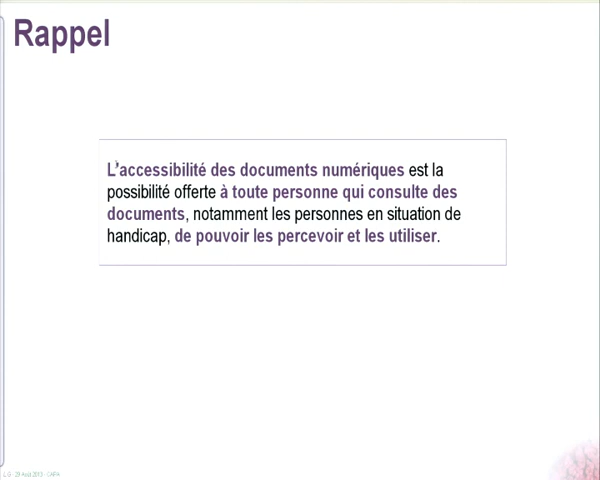 Rappel
L'accessibilité des documents numériques est la
possibilité offerte à toute personne qui consulte des
documents, notamment les personnes en situation de
handicap, de pouvoir les percevoir et les utiliser.